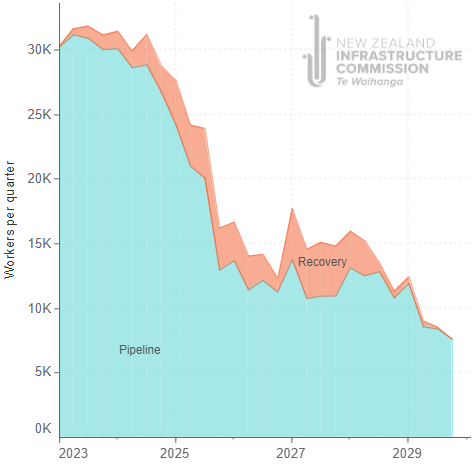 NEW ZEALAND
INFRASTRUCTURE
COMMISSION
Te Waihanga
Workers per quarter
30K
25K
20K
15K
10K
5K
0K
Recovery
Pipeline
2023
2025
2027
2029